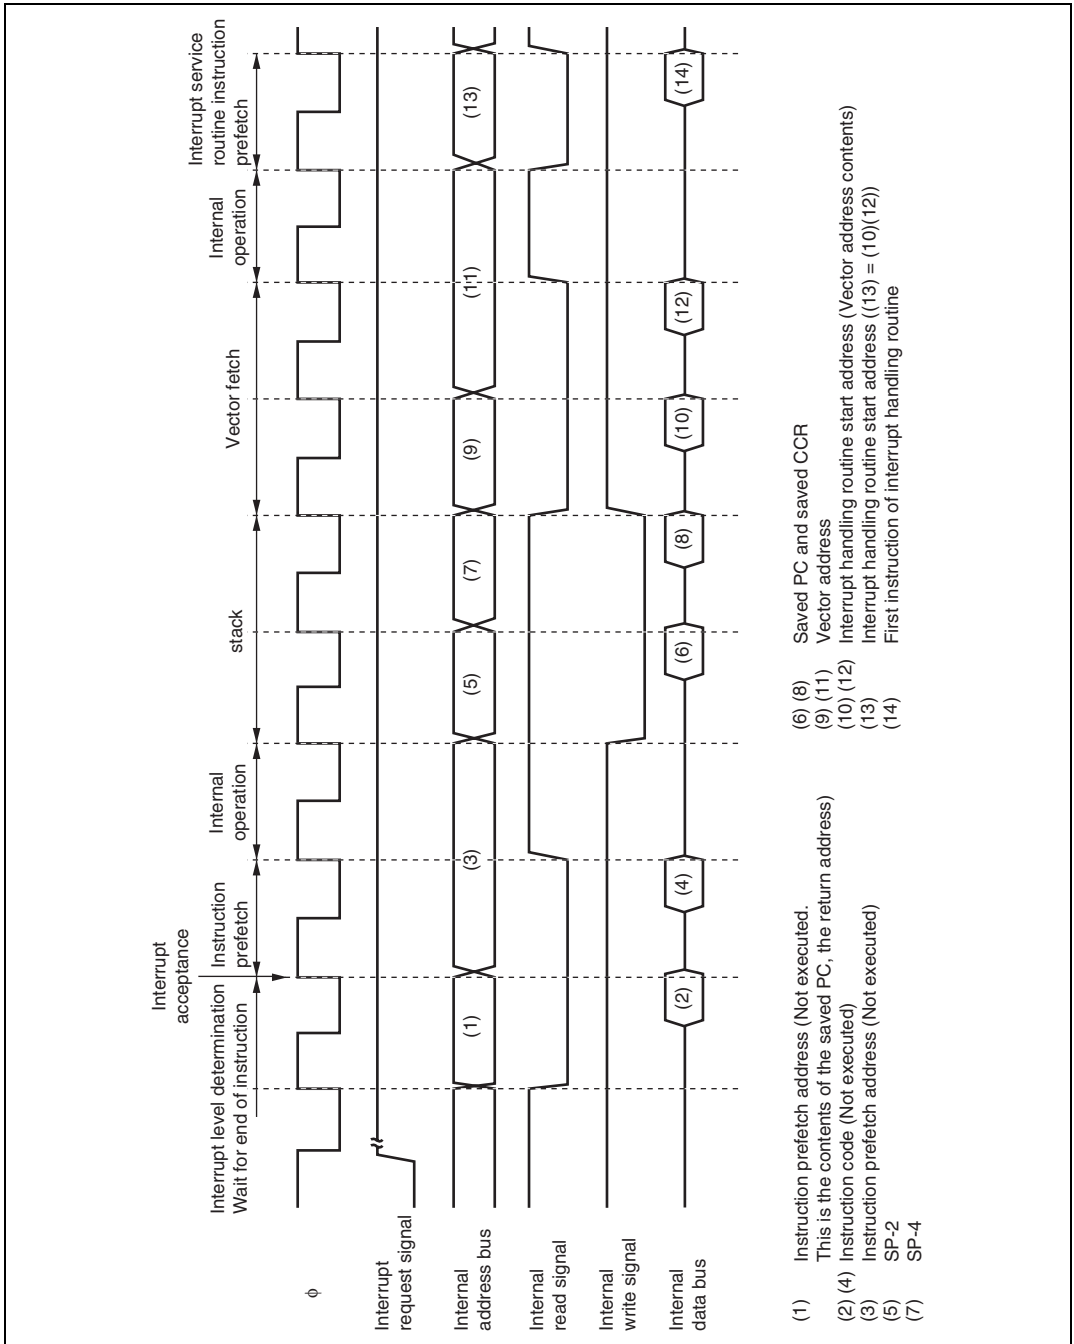 Interrupt
acceptance
Interrupt level determination
Wait for end of instruction
Instruction
prefetch
Internal
operation
stack
Vector fetch
Internal
operation
Interrupt service
routine instruction
prefetch
φ
Interrupt
request signal
Internal
address bus
(1)
(3)
(5)
(7)
(9)
(11)
(13)
Internal
read signal
Internal
write signal
Internal
data bus
(2)
(4)
(6)
(8)
(10)
(12)
(14)
(1) Instruction prefetch address (Not executed.
This is the contents of the saved PC, the return address)
(2) (4) Instruction code (Not executed)
(3) Instruction prefetch address (Not executed)
(5) SP-2
(7) SP-4
(6) (8) Saved PC and saved CCR
(9) (11) Vector address
(10) (12) Interrupt handling routine start address (Vector address contents)
(13) Interrupt handling routine start address ((13) = (10)(12))
(14) First instruction of interrupt handling routine